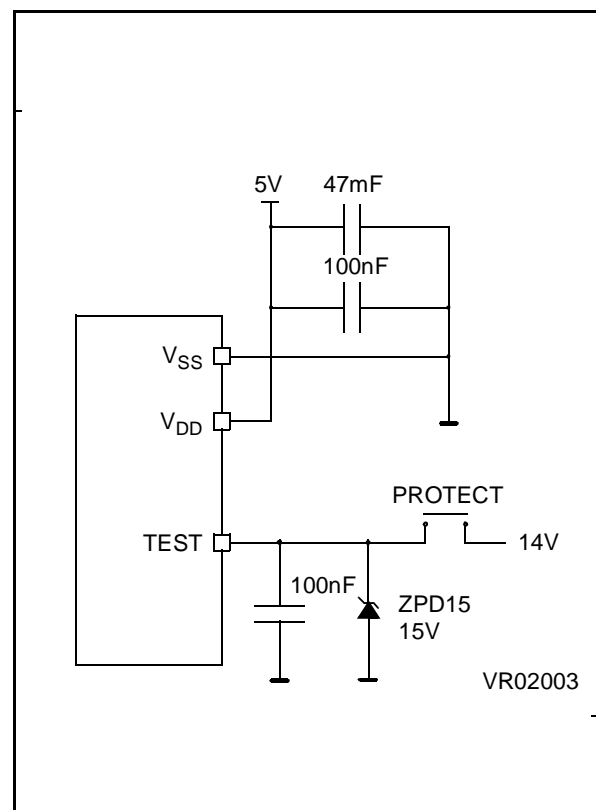 5V
47mF
100nF
VSS
VDD
PROTECT
TEST
14V
100nF
ZPD15
15V
VR02003